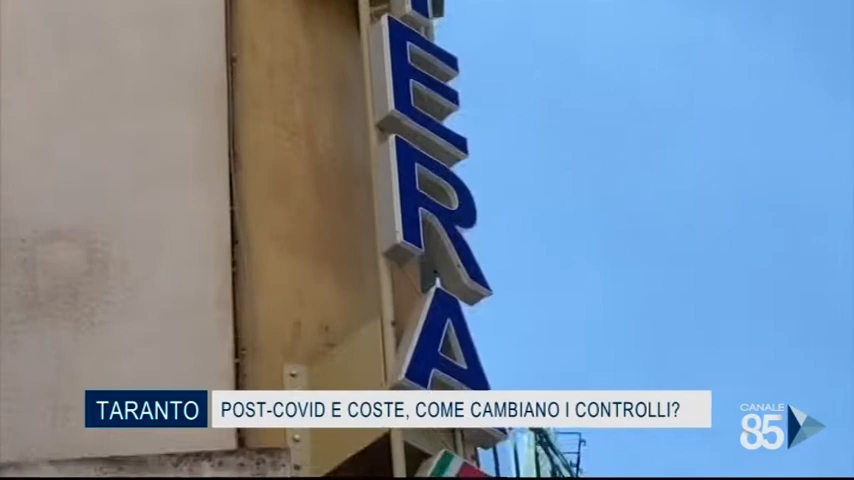 ERA
TARANTO
POST-COVID E COSTE, COME CAMBIANO I CONTROLLI?
CANALE
85